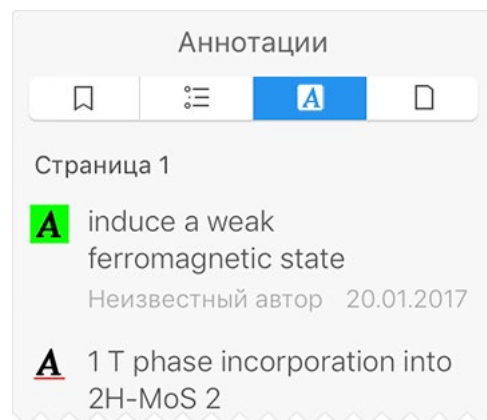 Аннотации
A
Страница 1
A induce a weak
ferromagnetic state
Неизвестный автор 20.01.2017
A 1 T phase incorporation into
2H-MoS 2